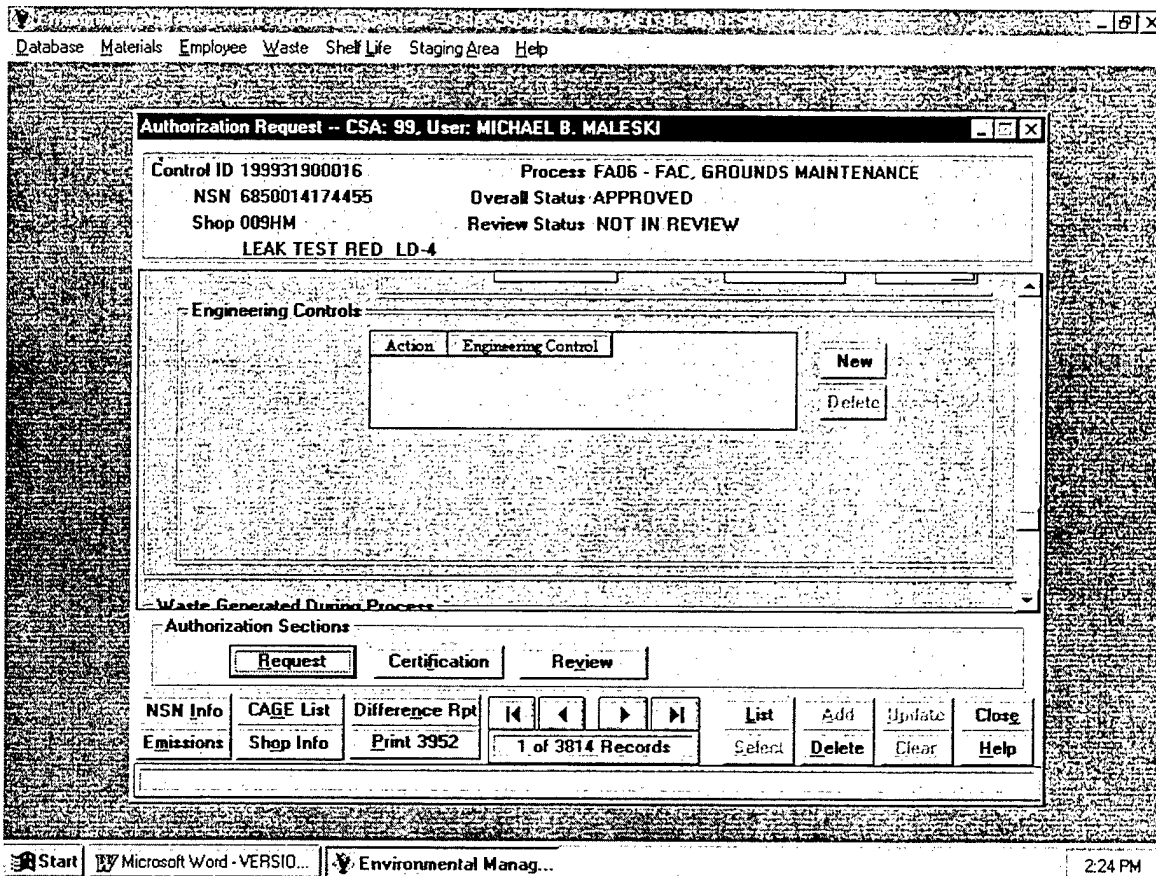 Database Materials Employee Waste Shelf Life Staging Area Help
Authorization Request -- CSA: 99, User: MICHAEL B. MALESKI
Control ID 199931900016 Process FA06 - FAC, GROUNDS MAINTENANCE
NSN 6850014174455 Overall Status APPROVED
Shop 009HM Review Status NOT IN REVIEW
LEAK TEST RED LD-4
Engineering Controls
Action Engineering Control
New
Delete
Waste Generated During Process
Authorization Sections
Request Certification Review
NSN Info CAGE List Difference Rpt List Add Update Close
Emissions Shop Info Print 3952 1 of 3814 Records Select Delete Clear Help
Start Microsoft Word - VERSIO... Environmental Manag... 2:24 PM